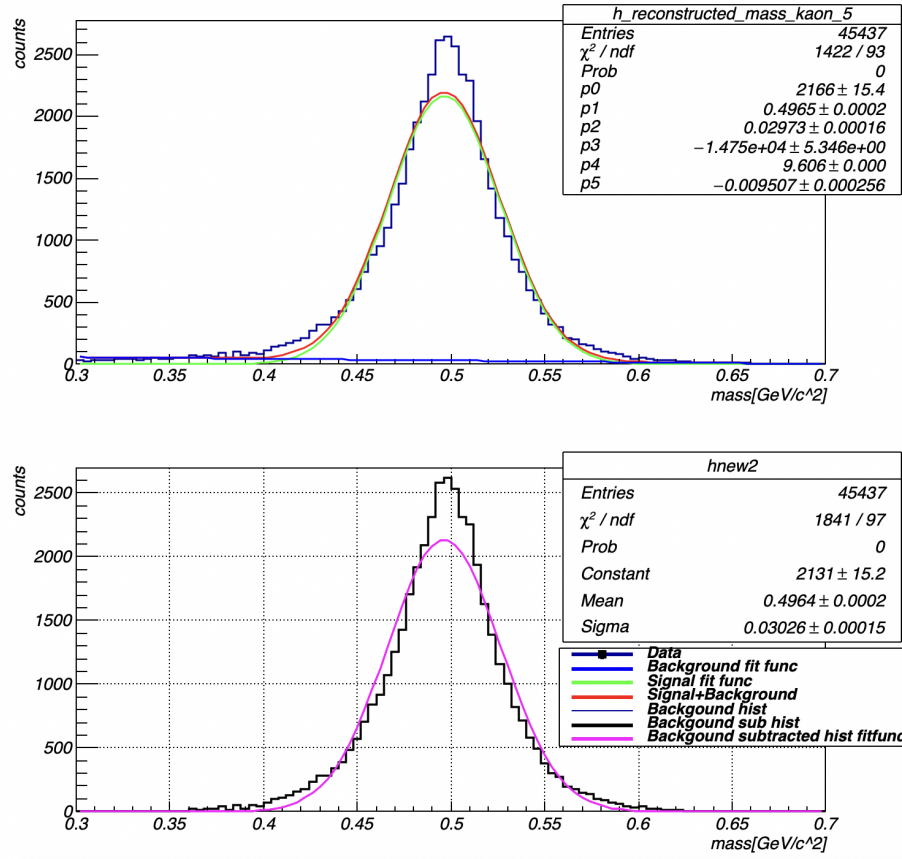 h_reconstructed_mass_kaon_5
Entries 45437
χ² / ndf 1422 / 93
Prob 0
p0 2166 ± 15.4
p1 0.4965 ± 0.0002
p2 0.02973 ± 0.00016
p3 −1.475e+04 ± 5.346e+00
p4 9.606 ± 0.000
p5 −0.009507 ± 0.000256
counts
2500
2000
1500
1000
500
0
0.3 0.35 0.4 0.45 0.5 0.55 0.6 0.65 0.7
mass[GeV/c^2]
hnew2
Entries 45437
χ² / ndf 1841 / 97
Prob 0
Constant 2131 ± 15.2
Mean 0.4964 ± 0.0002
Sigma 0.03026 ± 0.00015
Data
Background fit func
Signal fit func
Signal+Background
Backgound hist
Backgound sub hist
Backgound subtracted hist fitfunc
counts
2500
2000
1500
1000
500
0
0.3 0.35 0.4 0.45 0.5 0.55 0.6 0.65 0.7
mass[GeV/c^2]